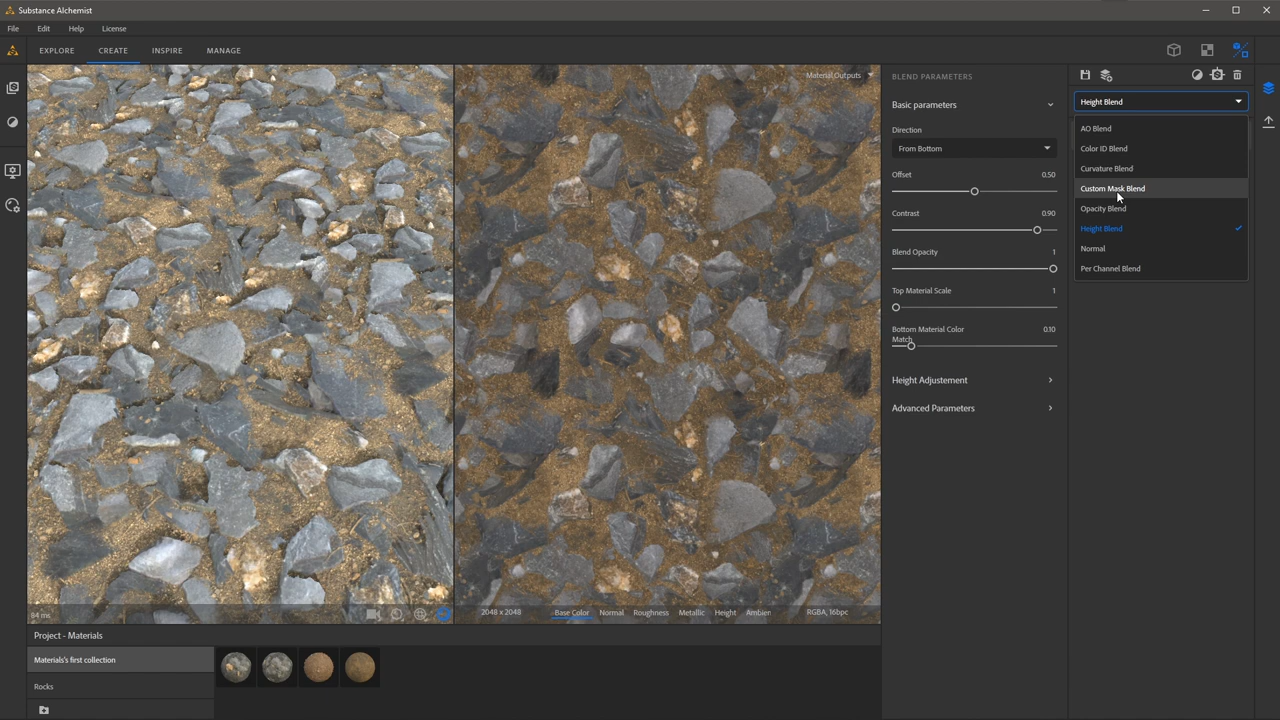 Substance Alchemist
File Edit Help License
EXPLORE CREATE INSPIRE MANAGE
Material Outputs
84 ms
2048 x 2048 Base Color Normal Roughness Metallic Height Ambien RGBA, 16bpc
BLEND PARAMETERS
Basic parameters
Direction
From Bottom
Offset 0.50
Contrast 0.90
Blend Opacity 1
Top Material Scale 1
Bottom Material Color 0.10
Match
Height Adjustement
Advanced Parameters
Height Blend
AO Blend
Color ID Blend
Curvature Blend
Custom Mask Blend
Opacity Blend
Height Blend
Normal
Per Channel Blend
Project - Materials
Materials's first collection
Rocks